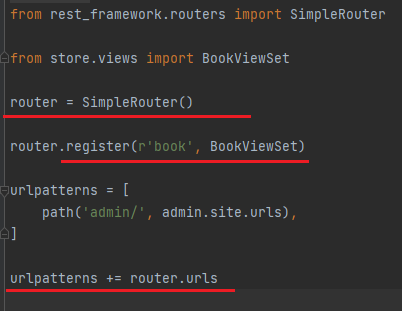 from rest_framework.routers import SimpleRouter
from store.views import BookViewSet
router = SimpleRouter()
router.register(r'book', BookViewSet)
urlpatterns = [
    path('admin/', admin.site.urls),
]
urlpatterns += router.urls